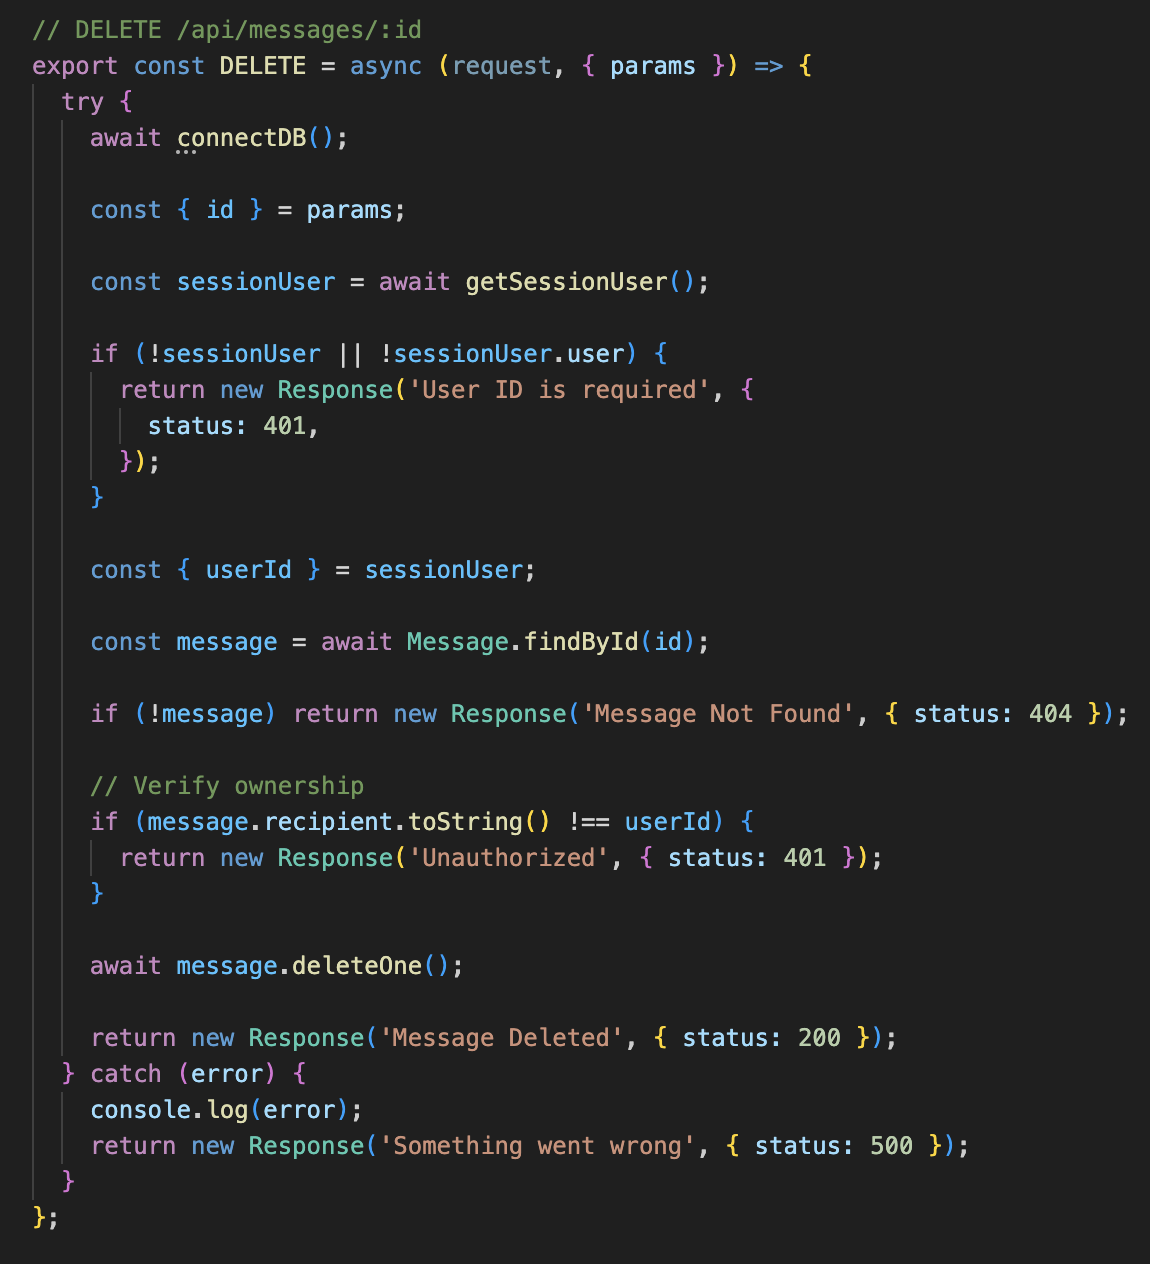 // DELETE /api/messages/:id
export const DELETE = async (request, { params }) => {
  try {
    await connectDB();

    const { id } = params;

    const sessionUser = await getSessionUser();

    if (!sessionUser || !sessionUser.user) {
      return new Response('User ID is required', {
        status: 401,
      });
    }

    const { userId } = sessionUser;

    const message = await Message.findById(id);

    if (!message) return new Response('Message Not Found', { status: 404 });

    // Verify ownership
    if (message.recipient.toString() !== userId) {
      return new Response('Unauthorized', { status: 401 });
    }

    await message.deleteOne();

    return new Response('Message Deleted', { status: 200 });
  } catch (error) {
    console.log(error);
    return new Response('Something went wrong', { status: 500 });
  }
};